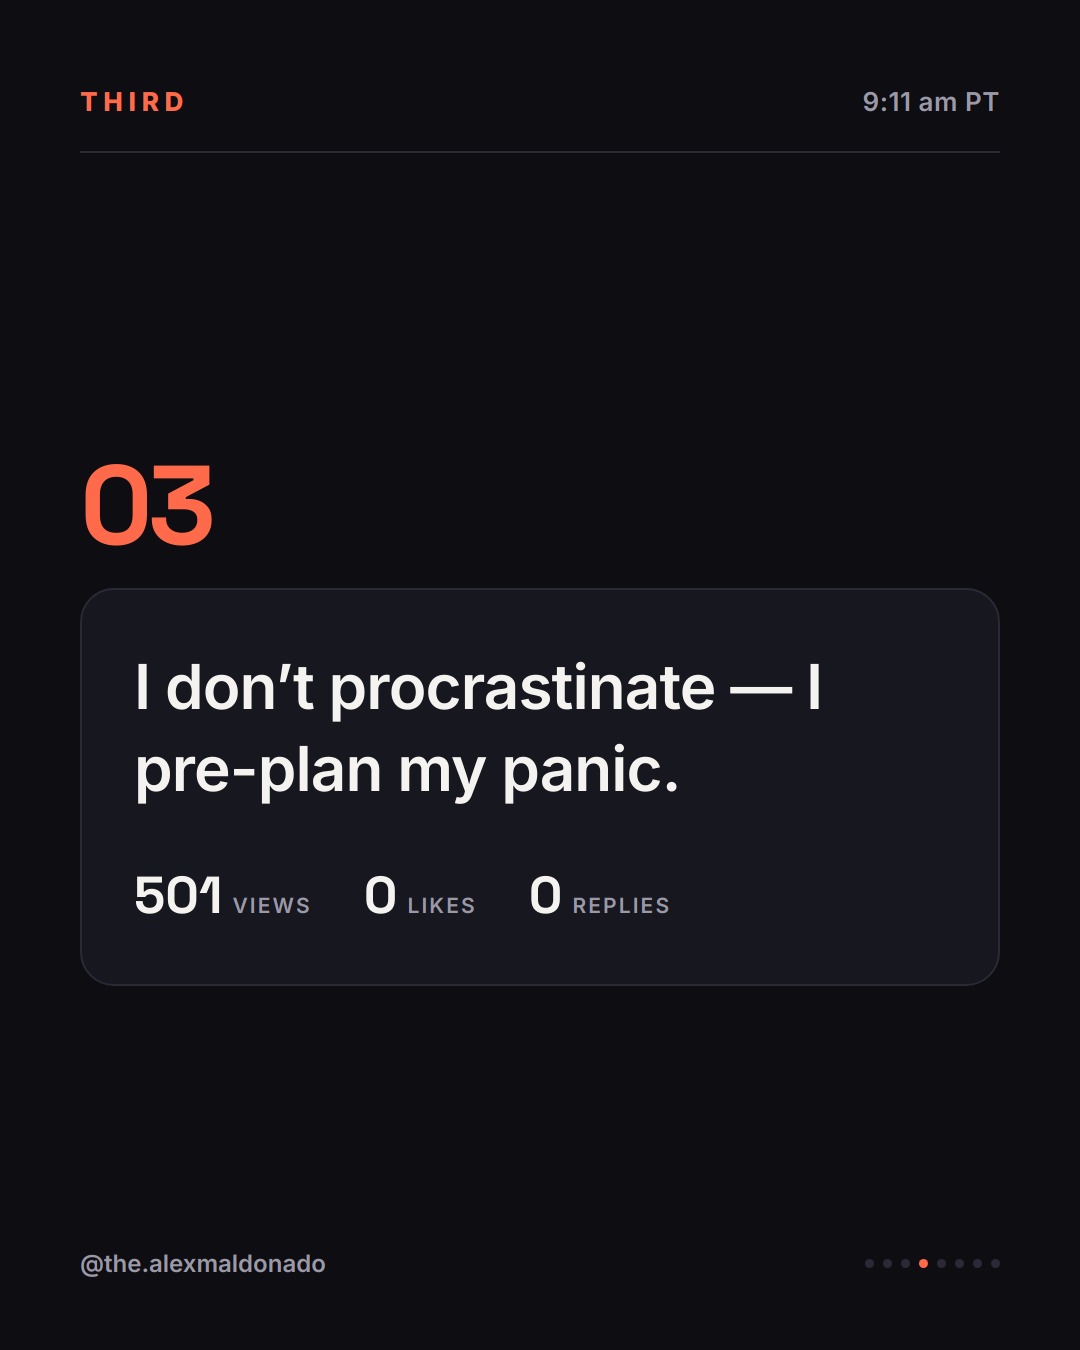 THIRD
9:11 am PT
03
I don’t procrastinate — I
pre-plan my panic.
501 VIEWS 0 LIKES 0 REPLIES
@the.alexmaldonado